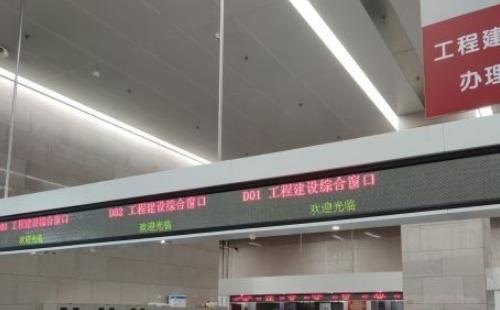 工程建
办理
D03 工程建设综合窗口
欢迎光临
D02 工程建设综合窗口
欢迎光临
D01 工程建设综合窗口
欢迎光临